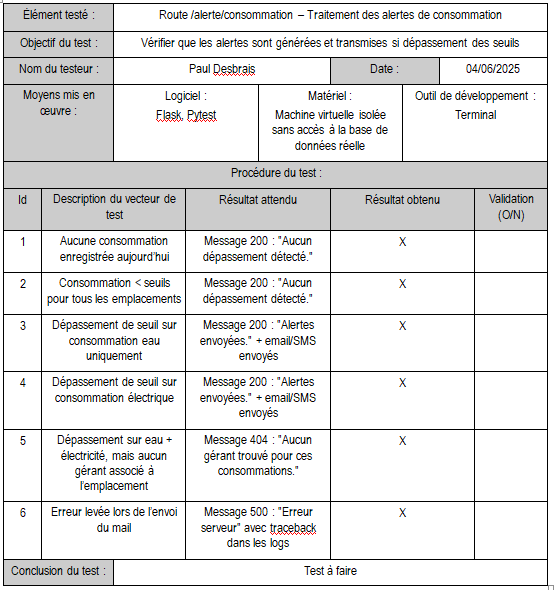 Élément testé : Route /alerte/consommation – Traitement des alertes de consommation
Objectif du test : Vérifier que les alertes sont générées et transmises si dépassement des seuils
Nom du testeur : Paul Desbrais Date : 04/06/2025
Moyens mis en œuvre :
Logiciel :
Flask, Pytest
Matériel :
Machine virtuelle isolée
sans accès à la base de
données réelle
Outil de développement :
Terminal
Procédure du test :
Id Description du vecteur de test Résultat attendu Résultat obtenu Validation (O/N)
1 Aucune consommation enregistrée aujourd'hui Message 200 : "Aucun dépassement détecté." X
2 Consommation < seuils pour tous les emplacements Message 200 : "Aucun dépassement détecté." X
3 Dépassement de seuil sur consommation eau uniquement Message 200 : "Alertes envoyées." + email/SMS envoyés X
4 Dépassement de seuil sur consommation électrique Message 200 : "Alertes envoyées." + email/SMS envoyés X
5 Dépassement sur eau + électricité, mais aucun gérant associé à l'emplacement Message 404 : "Aucun gérant trouvé pour ces consommations." X
6 Erreur levée lors de l'envoi du mail Message 500 : "Erreur serveur" avec traceback dans les logs X
Conclusion du test : Test à faire